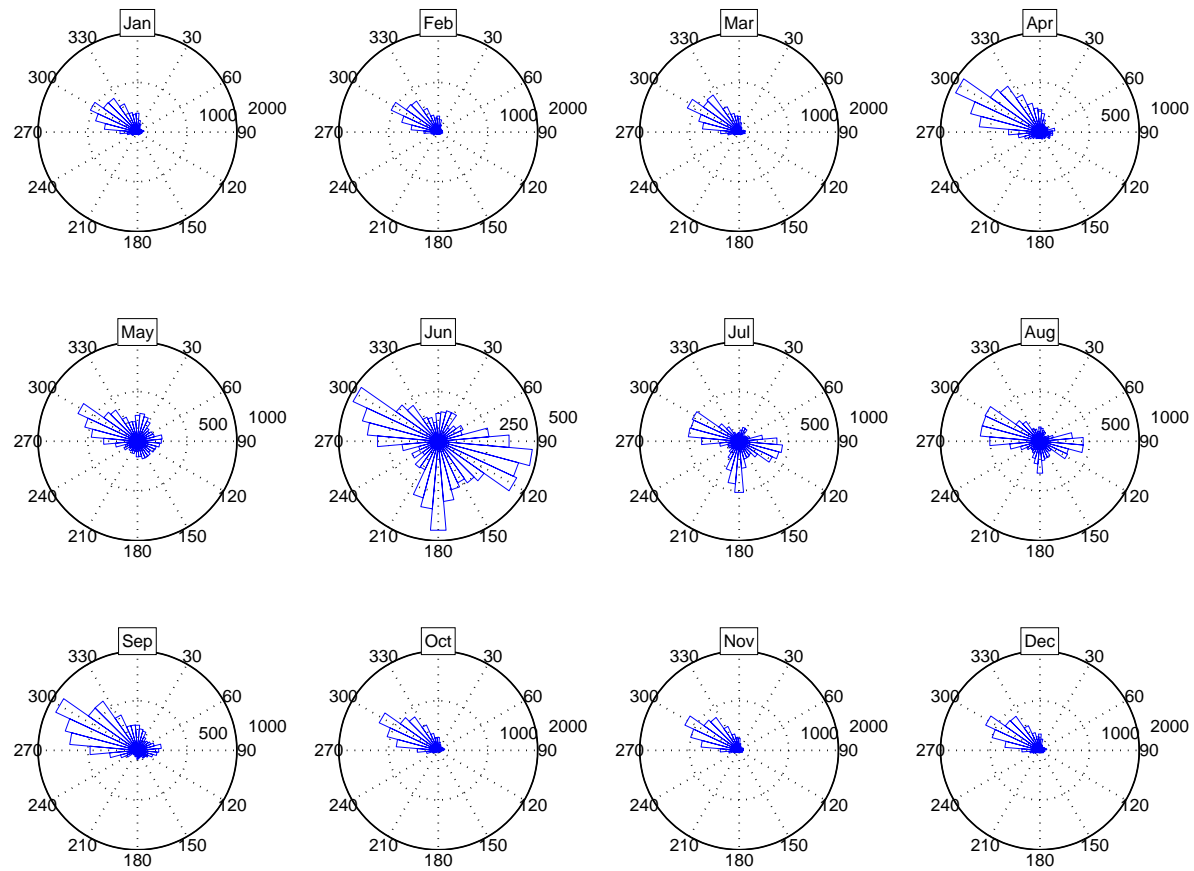 Jan
Feb
Mar
Apr
330 30 330 30 330 30 330 30
300 60 300 60 300 60 300 60
1000 2000 1000 2000 1000 2000 500 1000
270 90 270 90 270 90 270 90
240 120 240 120 240 120 240 120
210 150 210 150 210 150 210 150
180 180 180 180
May
Jun
Jul
Aug
330 30 330 30 330 30 330 30
300 60 300 60 300 60 300 60
500 1000 250 500 500 1000 500 1000
270 90 270 90 270 90 270 90
240 120 240 120 240 120 240 120
210 150 210 150 210 150 210 150
180 180 180 180
Sep
Oct
Nov
Dec
330 30 330 30 330 30 330 30
300 60 300 60 300 60 300 60
500 1000 1000 2000 1000 2000 1000 2000
270 90 270 90 270 90 270 90
240 120 240 120 240 120 240 120
210 150 210 150 210 150 210 150
180 180 180 180